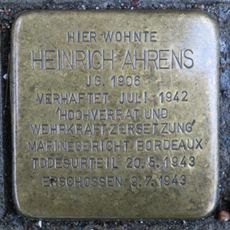 HIER WOHNTE
HEINRICH AHRENS
JG. 1906
VERHAFTET JULI 1942
'HOCHVERRAT UND
WEHRKRAFTZERSETZUNG'
MARINEGERICHT BORDEAUX
TODESURTEIL 20.5.1943
ERSCHOSSEN 2.7.1943